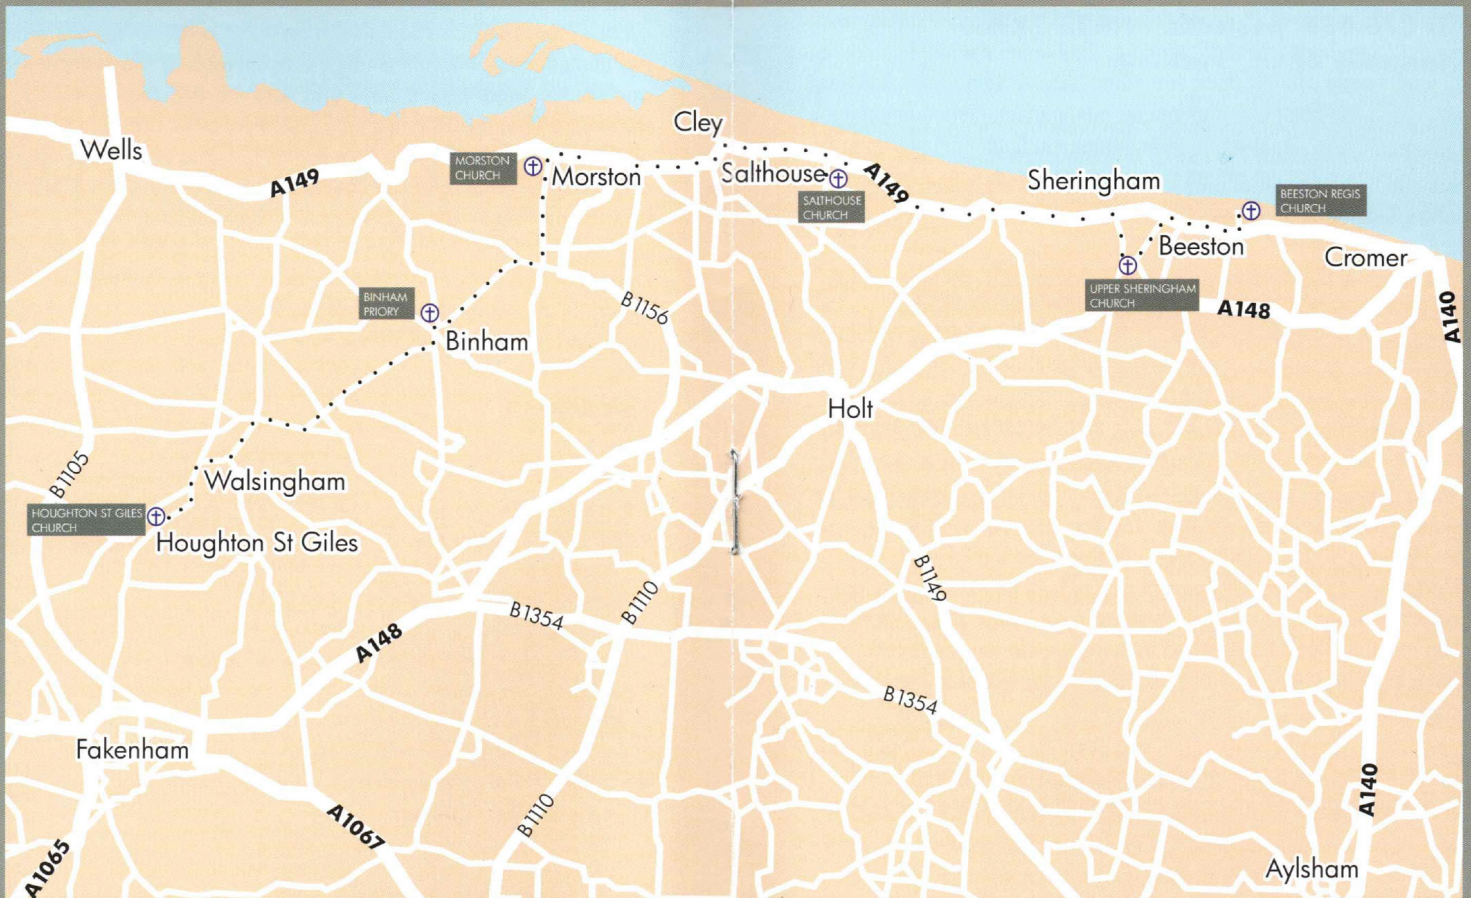 Cley
Wells
A149
MORSTON
CHURCH
Morston
Salthouse
SALTHOUSE
CHURCH
A149
Sheringham
BEESTON REGIS
CHURCH
Beeston
Cromer
UPPER SHERINGHAM
CHURCH
A148
A140
BINHAM
PRIORY
Binham
B1156
Holt
B1105
Walsingham
HOUGHTON ST GILES
CHURCH
Houghton St Giles
B1149
B1110
B1354
A148
B1354
Fakenham
A1067
B1110
A140
A1065
Aylsham